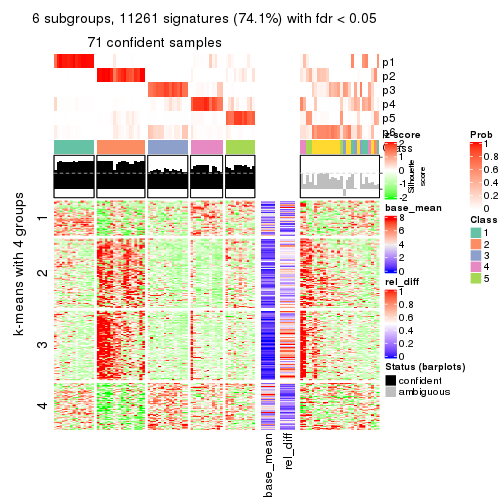 6 subgroups, 11261 signatures (74.1%) with fdr < 0.05
71 confident samples
p1
p2
p3
p4
p5
p6
Class
z-score
2
1
0
-1
-2
Silhouette
score
Prob
1
0.8
0.6
0.4
0.2
0
base_mean
8
6
4
2
0
Class
1
2
3
4
5
rel_diff
1
0.8
0.6
0.4
0.2
0
Status (barplots)
confident
ambiguous
k-means with 4 groups
1
2
3
4
base_mean
rel_diff